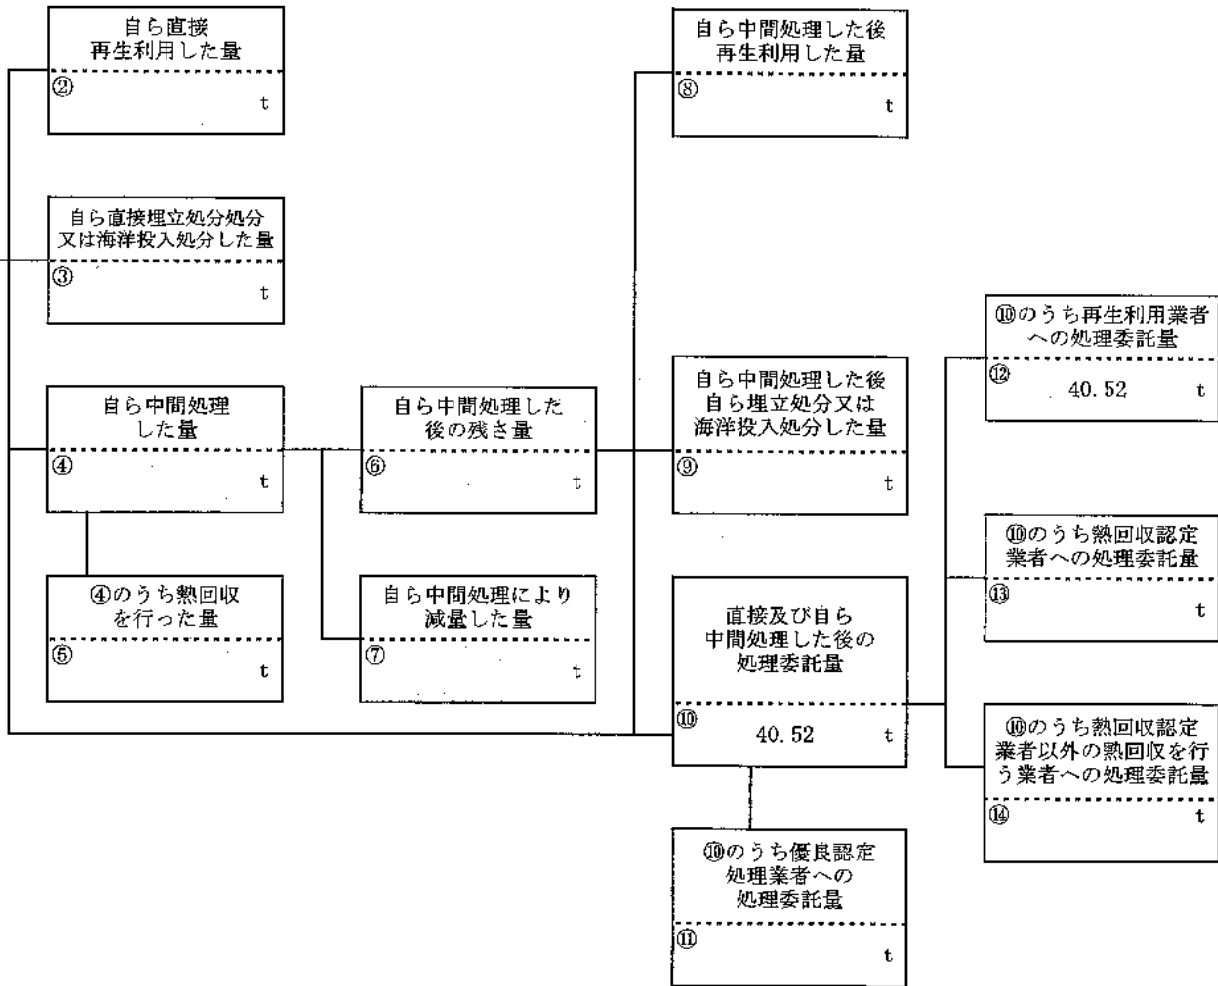 自ら直接
再生利用した量
②
t
自ら直接埋立処分処分
又は海洋投入処分した量
③
t
自ら中間処理
した量
④
t
④のうち熱回収
を行った量
⑤
t
自ら中間処理した
後の残さ量
⑥
t
自ら中間処理により
減量した量
⑦
t
自ら中間処理した後
再生利用した量
⑧
t
自ら中間処理した後
自ら埋立処分又は
海洋投入処分した量
⑨
t
直接及び自ら
中間処理した後の
処理委託量
⑩
40.52 t
⑩のうち優良認定
処理業者への
処理委託量
⑪
t
⑩のうち再生利用業者
への処理委託量
⑫
40.52 t
⑩のうち熱回収認定
業者への処理委託量
⑬
t
⑩のうち熱回収認定
業者以外の熱回収を行
う業者への処理委託量
⑭
t